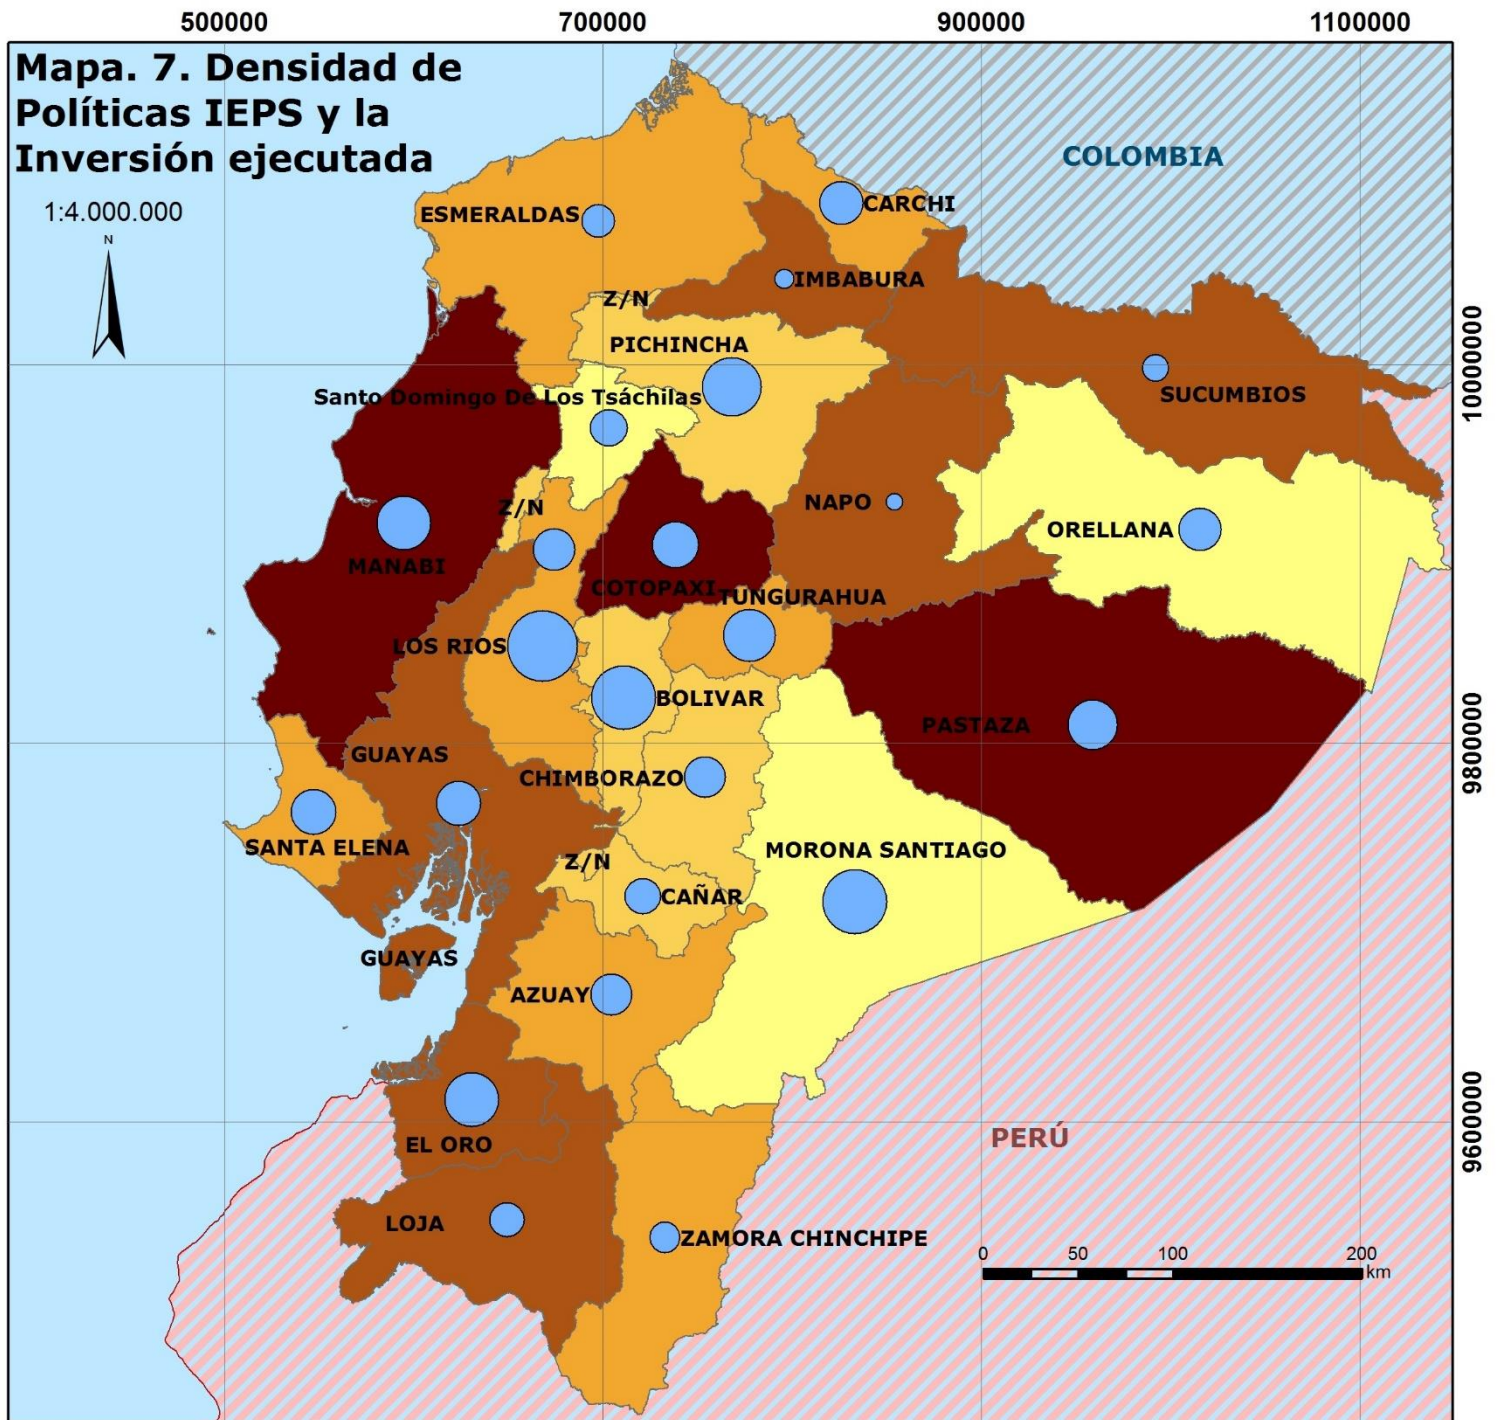 500000 700000 900000 1100000
Mapa. 7. Densidad de
Políticas IEPS y la
Inversión ejecutada
1:4.000.000
N
COLOMBIA
ESMERALDAS
CARCHI
IMBABURA
Z/N
PICHINCHA
10000000
SUCUMBIOS
Santo Domingo De Los Tsáchilas
NAPO
Z/N
ORELLANA
MANABI
COTOPAXI
TUNGURAHUA
LOS RIOS
BOLIVAR
PASTAZA
GUAYAS
9800000
CHIMBORAZO
SANTA ELENA
MORONA SANTIAGO
Z/N
CAÑAR
GUAYAS
AZUAY
EL ORO
PERÚ
9600000
LOJA
ZAMORA CHINCHIPE
0 50 100 200
km